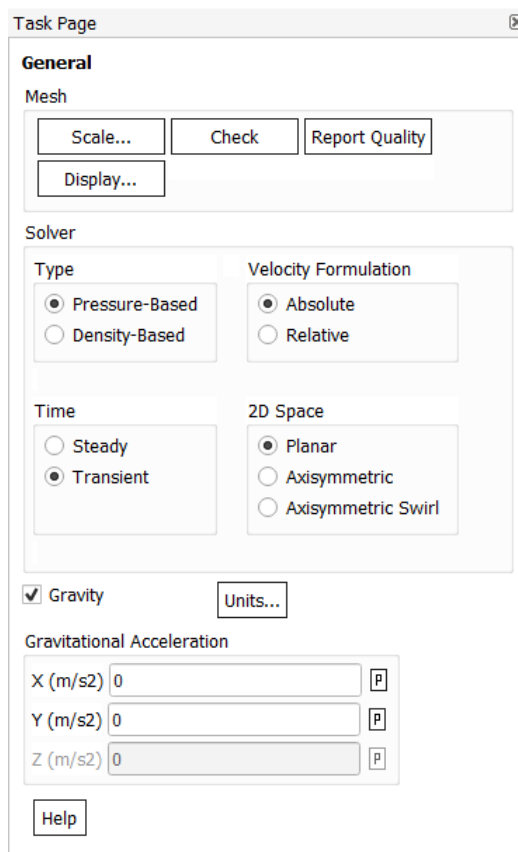 Task Page
General
Mesh
Scale... Check Report Quality
Display...
Solver
Type Velocity Formulation
Pressure-Based Absolute
Density-Based Relative
Time 2D Space
Steady Planar
Transient Axisymmetric
Axisymmetric Swirl
Gravity Units...
Gravitational Acceleration
X (m/s2) 0 P
Y (m/s2) 0 P
Z (m/s2) 0 P
Help